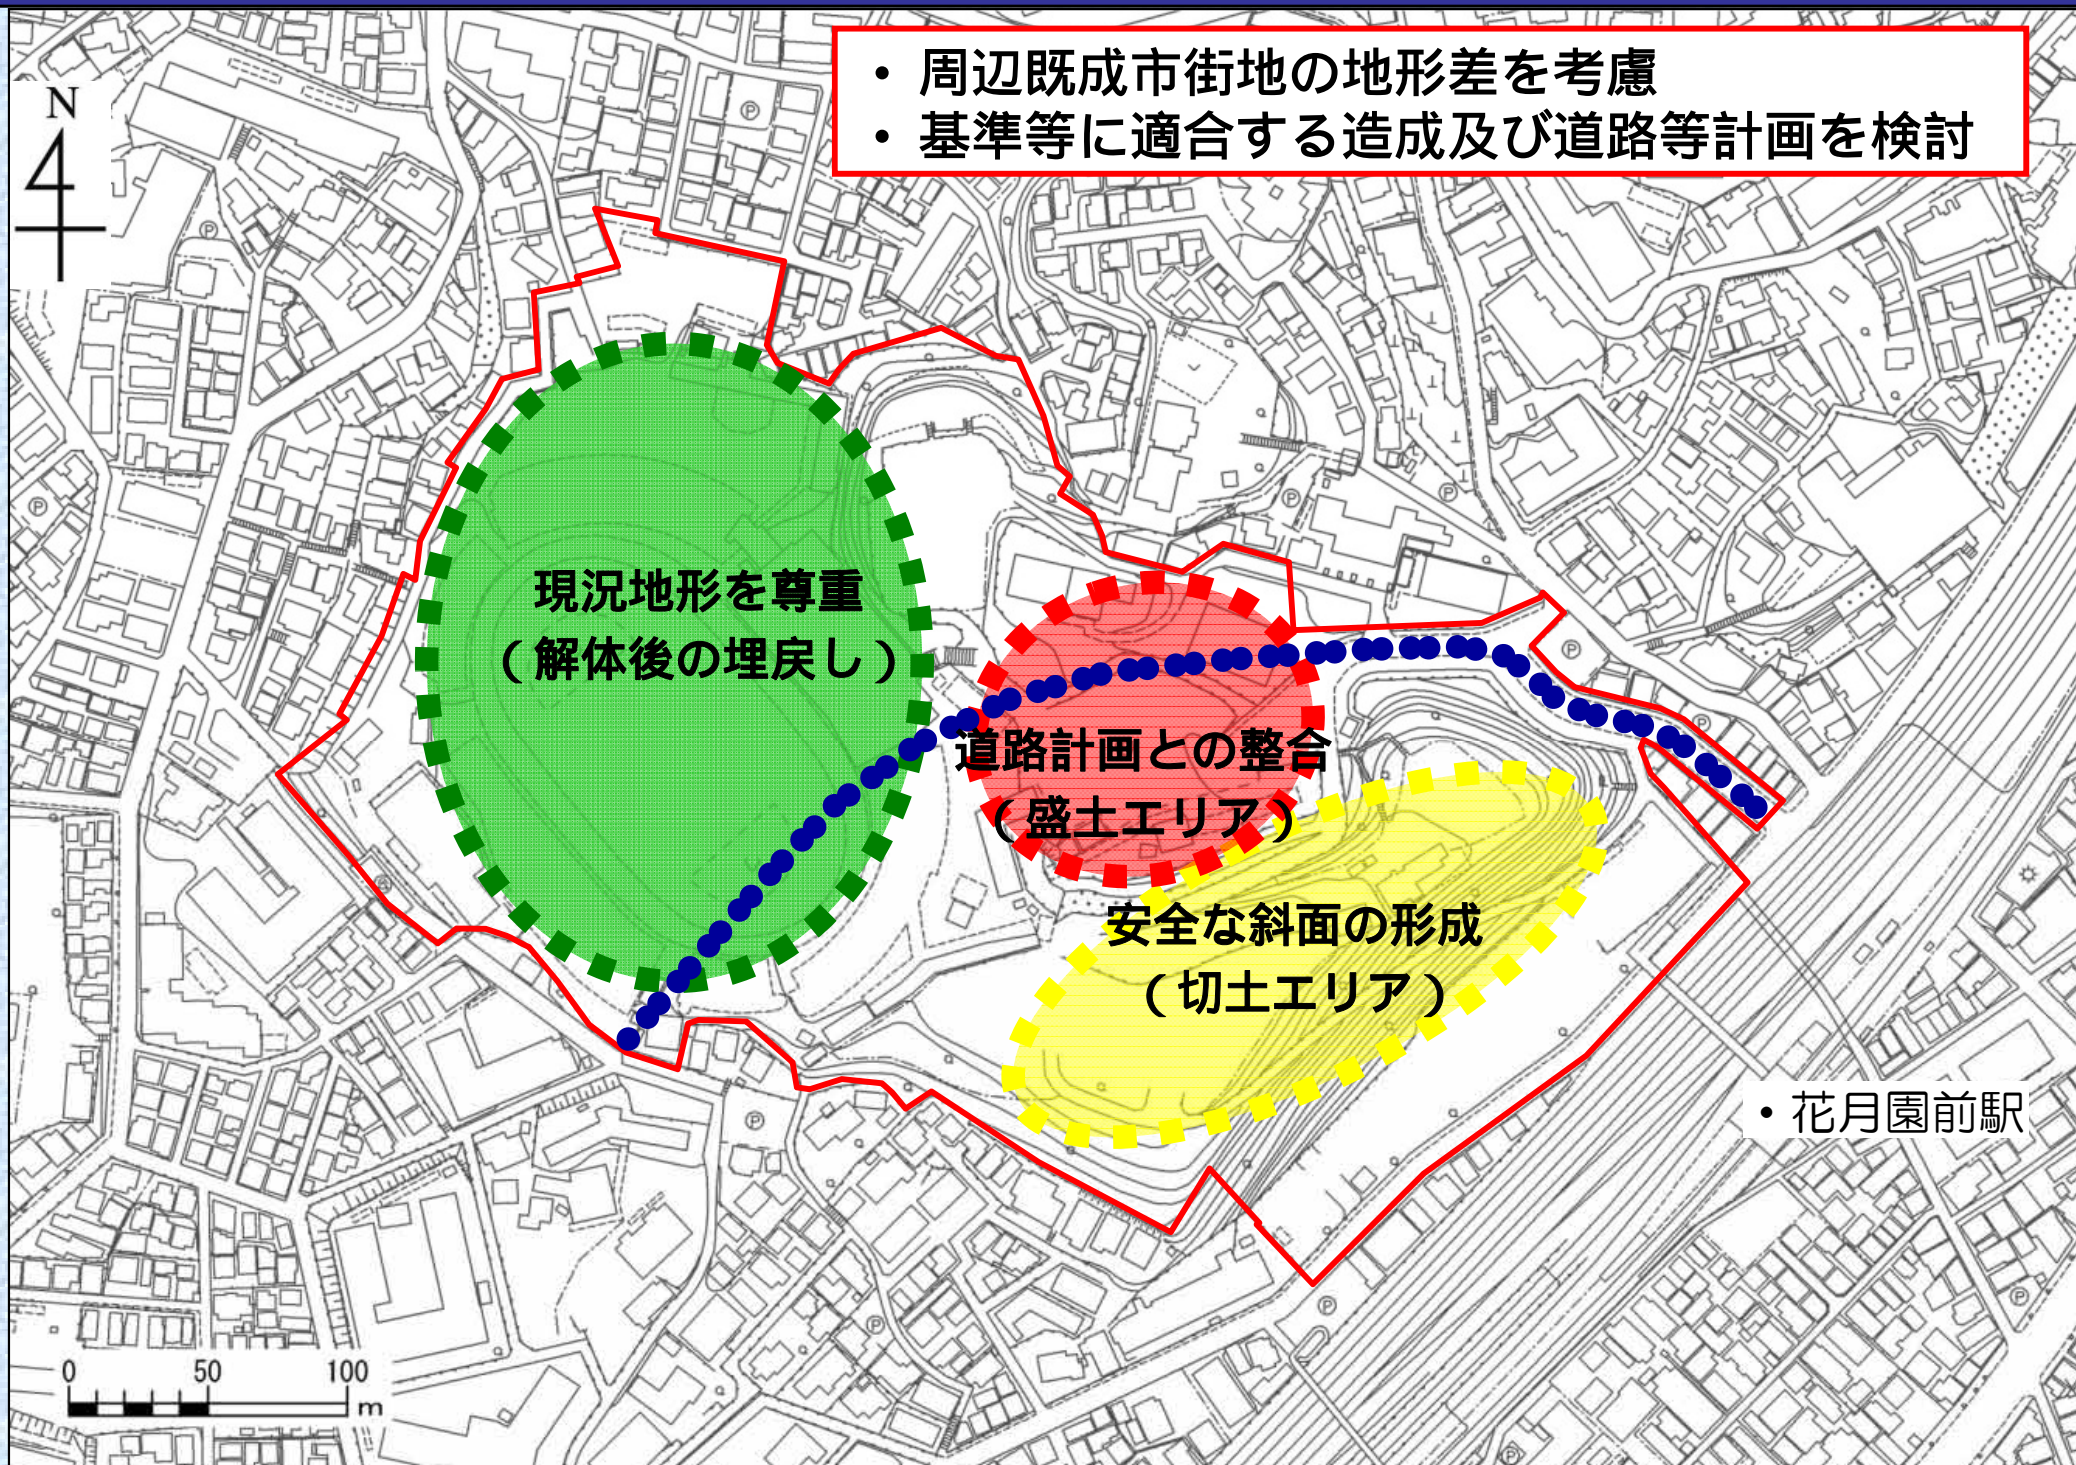 ・周辺既成市街地の地形差を考慮
・基準等に適合する造成及び道路等計画を検討
N
現況地形を尊重
（解体後の埋戻し）
道路計画との整合
（盛土エリア）
安全な斜面の形成
（切土エリア）
・花月園前駅
0 50 100
m